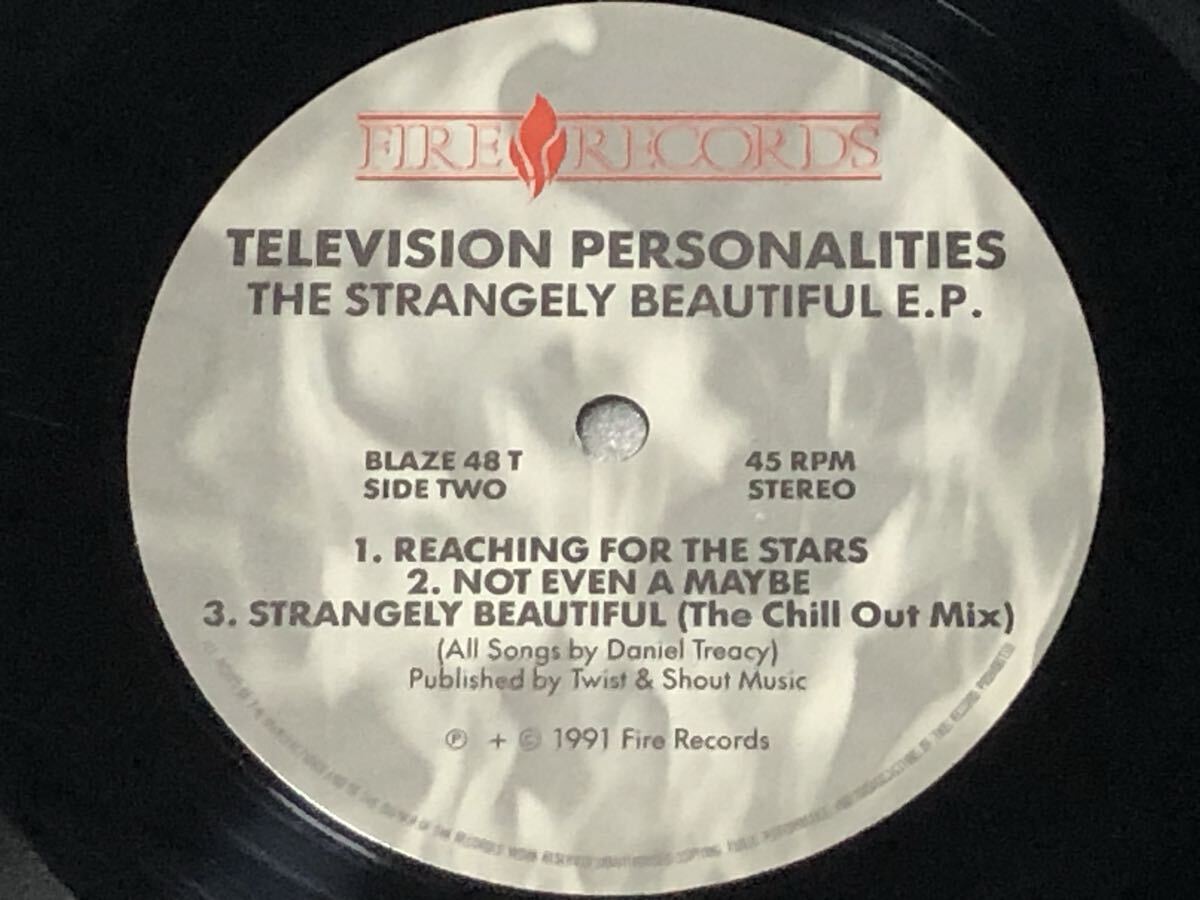 FIRE RECORDS
TELEVISION PERSONALITIES
THE STRANGELY BEAUTIFUL E.P.
BLAZE 48 T
SIDE TWO
45 RPM
STEREO
1. REACHING FOR THE STARS
2. NOT EVEN A MAYBE
3. STRANGELY BEAUTIFUL (The Chill Out Mix)
(All Songs by Daniel Treacy)
Published by Twist & Shout Music
℗ + © 1991 Fire Records